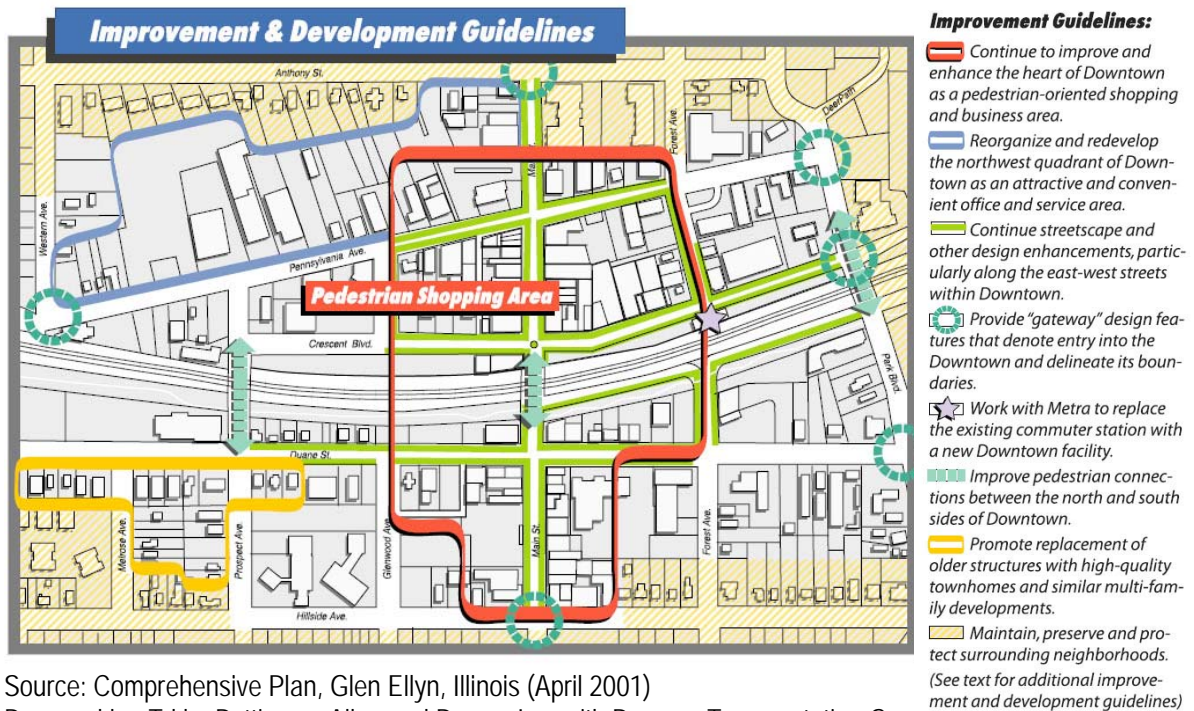 Improvement & Development Guidelines
Anthony St.
Western Ave.
Forest Ave.
DeerPath
Pennsylvania Ave.
Pedestrian Shopping Area
Crescent Blvd.
Park Blvd.
Duane St.
Melrose Ave.
Prospect Ave.
Glenwood Ave.
Main St.
Forest Ave.
Hillside Ave.
Improvement Guidelines:
Continue to improve and
enhance the heart of Downtown
as a pedestrian-oriented shopping
and business area.
Reorganize and redevelop
the northwest quadrant of Down-
town as an attractive and conven-
ient office and service area.
Continue streetscape and
other design enhancements, partic-
ularly along the east-west streets
within Downtown.
Provide "gateway" design fea-
tures that denote entry into the
Downtown and delineate its boun-
daries.
Work with Metra to replace
the existing commuter station with
a new Downtown facility.
Improve pedestrian connec-
tions between the north and south
sides of Downtown.
Promote replacement of
older structures with high-quality
townhomes and similar multi-fam-
ily developments.
Maintain, preserve and pro-
tect surrounding neighborhoods.
(See text for additional improve-
ment and development guidelines)
Source: Comprehensive Plan, Glen Ellyn, Illinois (April 2001)